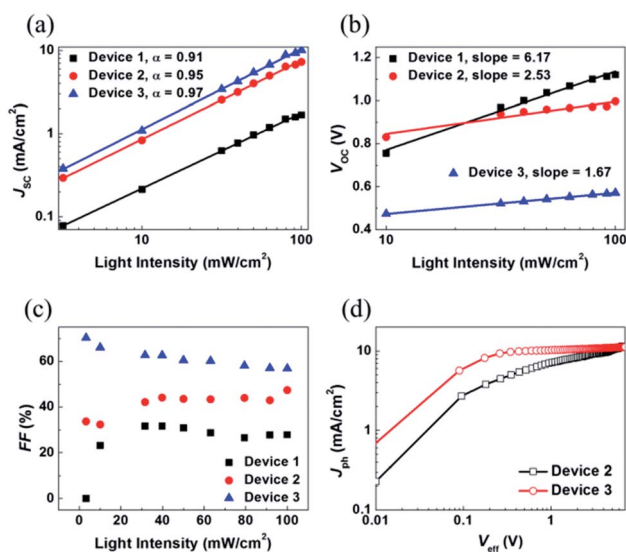 (a)
10
1
0.1
J_SC (mA/cm²)
Device 1, α = 0.91
Device 2, α = 0.95
Device 3, α = 0.97
10 100
Light Intensity (mW/cm²)
(b)
1.2
1.0
0.8
0.6
0.4
V_OC (V)
Device 1, slope = 6.17
Device 2, slope = 2.53
Device 3, slope = 1.67
10 100
Light Intensity (mW/cm²)
(c)
60
40
20
0
FF (%)
Device 1
Device 2
Device 3
0 20 40 60 80 100
Light Intensity (mW/cm²)
(d)
100
10
1
0.1
J_ph (mA/cm²)
Device 2
Device 3
0.01 0.1 1
V_eff (V)